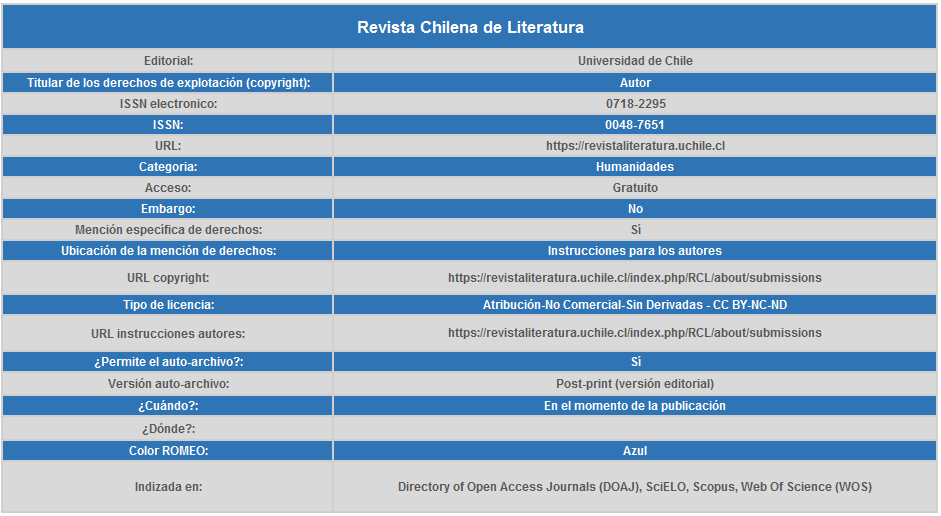 Revista Chilena de Literatura
Editorial: Universidad de Chile
Titular de los derechos de explotación (copyright): Autor
ISSN electronico: 0718-2295
ISSN: 0048-7651
URL: https://revistaliteratura.uchile.cl
Categoria: Humanidades
Acceso: Gratuito
Embargo: No
Mención especifica de derechos: Sí
Ubicación de la mención de derechos: Instrucciones para los autores
URL copyright: https://revistaliteratura.uchile.cl/index.php/RCL/about/submissions
Tipo de licencia: Atribución-No Comercial-Sin Derivadas - CC BY-NC-ND
URL instrucciones autores: https://revistaliteratura.uchile.cl/index.php/RCL/about/submissions
¿Permite el auto-archivo?: Sí
Versión auto-archivo: Post-print (versión editorial)
¿Cuándo?: En el momento de la publicación
¿Dónde?:
Color ROMEO: Azul
Indizada en: Directory of Open Access Journals (DOAJ), SciELO, Scopus, Web Of Science (WOS)